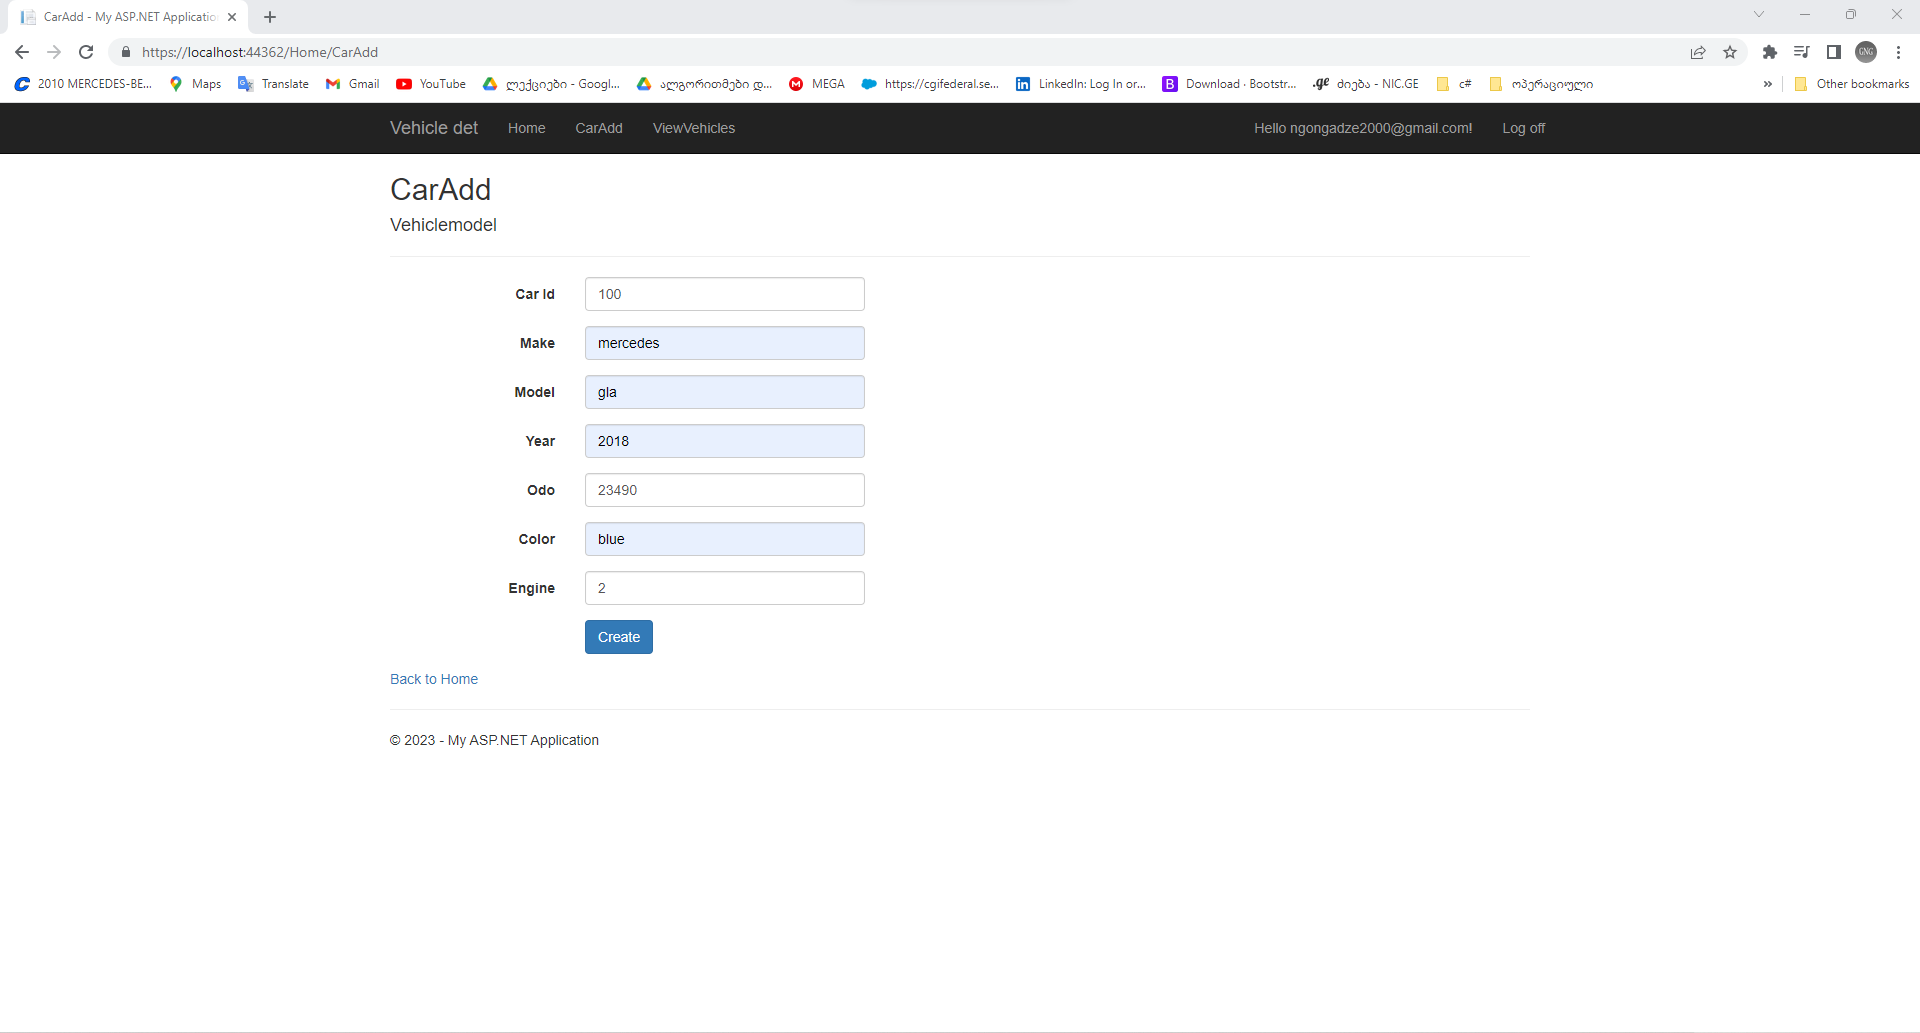 CarAdd - My ASP.NET Applicatio
https://localhost:44362/Home/CarAdd
GNG
2010 MERCEDES-BE...
Maps
Translate
Gmail
YouTube
ლექციები - Googl...
ალგორითმები დ...
MEGA
https://cgifederal.se...
LinkedIn: Log In or...
B
Download · Bootstr...
.ge
ძიება - NIC.GE
c#
ოპერაციული
»
Other bookmarks
Vehicle det
Home
CarAdd
ViewVehicles
Hello ngongadze2000@gmail.com!
Log off
CarAdd
Vehiclemodel
Car Id 100
Make mercedes
Model gla
Year 2018
Odo 23490
Color blue
Engine 2
Create
Back to Home
© 2023 - My ASP.NET Application